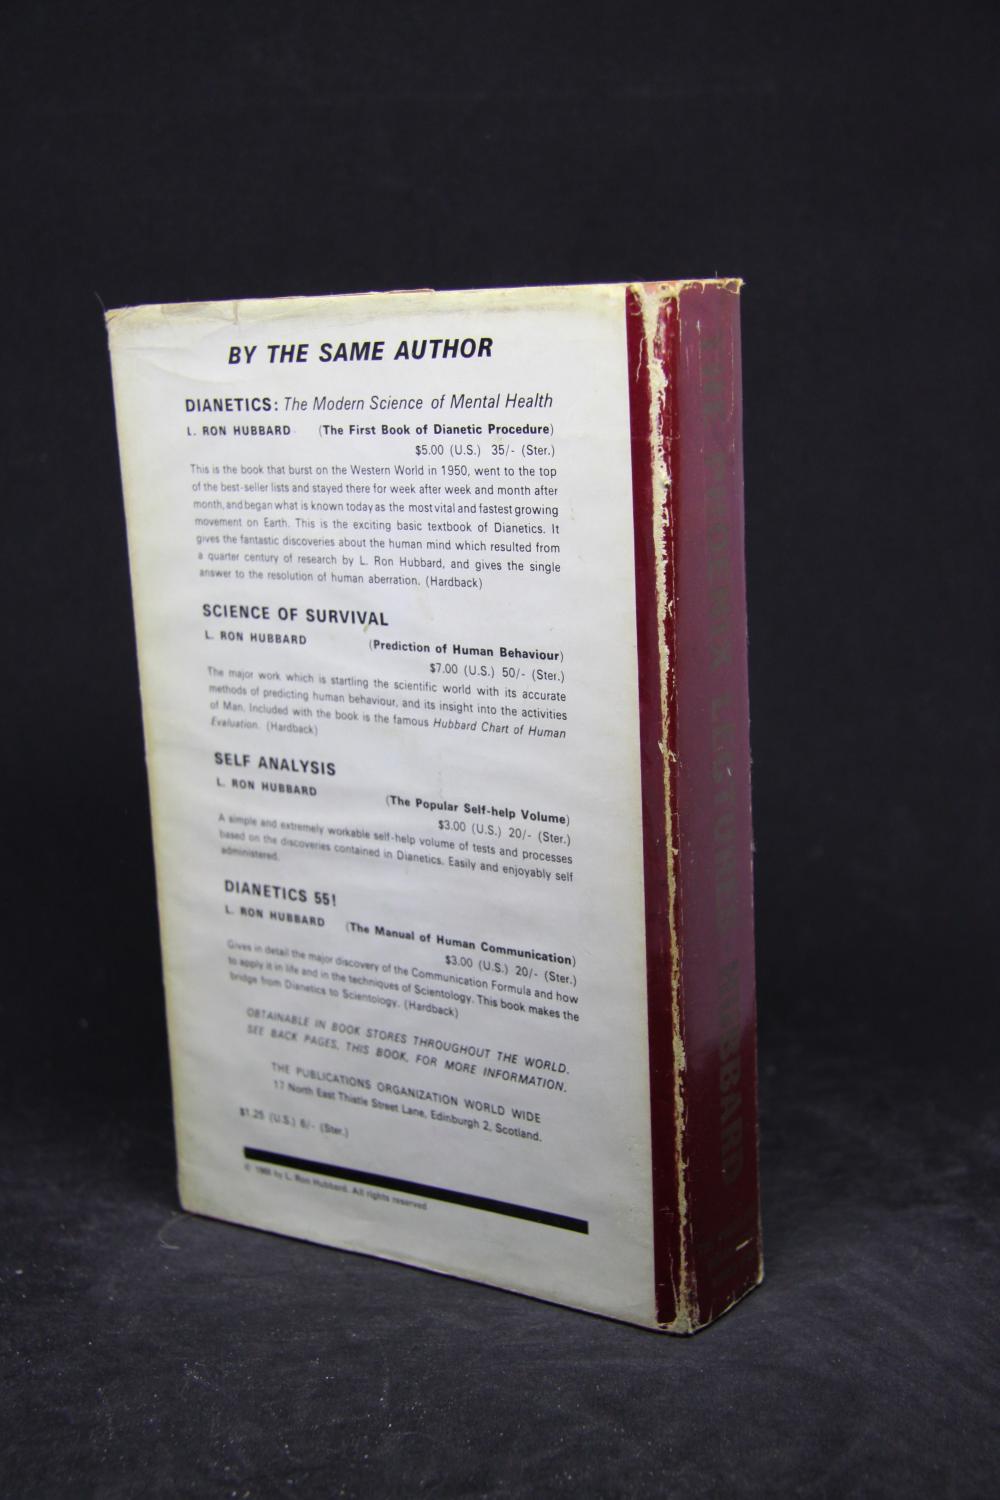 BY THE SAME AUTHOR
DIANETICS: The Modern Science of Mental Health
L. RON HUBBARD (The First Book of Dianetic Procedure)
$5.00 (U.S.) 35/- (Ster.)
This is the book that burst on the Western World in 1950, went to the top
of the best-seller lists and stayed there for week after week and month after
month, and began what is known today as the most vital and fastest growing
movement on Earth. This is the exciting basic textbook of Dianetics. It
gives the fantastic discoveries about the human mind which resulted from
a quarter century of research by L. Ron Hubbard, and gives the single
answer to the resolution of human aberration. (Hardback)
SCIENCE OF SURVIVAL
L. RON HUBBARD (Prediction of Human Behaviour)
$7.00 (U.S.) 50/- (Ster.)
The major work which is startling the scientific world with its accurate
methods of predicting human behaviour, and its insight into the activities
of Man. Included with the book is the famous Hubbard Chart of Human
Evaluation. (Hardback)
SELF ANALYSIS
L. RON HUBBARD (The Popular Self-help Volume)
$3.00 (U.S.) 20/- (Ster.)
A simple and extremely workable self-help volume of tests and processes
based on the discoveries contained in Dianetics. Easily and enjoyably self
administered.
DIANETICS 55!
L. RON HUBBARD (The Manual of Human Communication)
$3.00 (U.S.) 20/- (Ster.)
Gives in detail the major discovery of the Communication Formula and how
to apply it in life and in the techniques of Scientology. This book makes the
bridge from Dianetics to Scientology. (Hardback)
OBTAINABLE IN BOOK STORES THROUGHOUT THE WORLD.
SEE BACK PAGES, THIS BOOK, FOR MORE INFORMATION.
THE PUBLICATIONS ORGANIZATION WORLD WIDE
17 North East Thistle Street Lane, Edinburgh 2, Scotland.
$1.25 (U.S.) 6/- (Ster.)
© 1968 by L. Ron Hubbard. All rights reserved
THE PHOENIX LECTURES HUBBARD